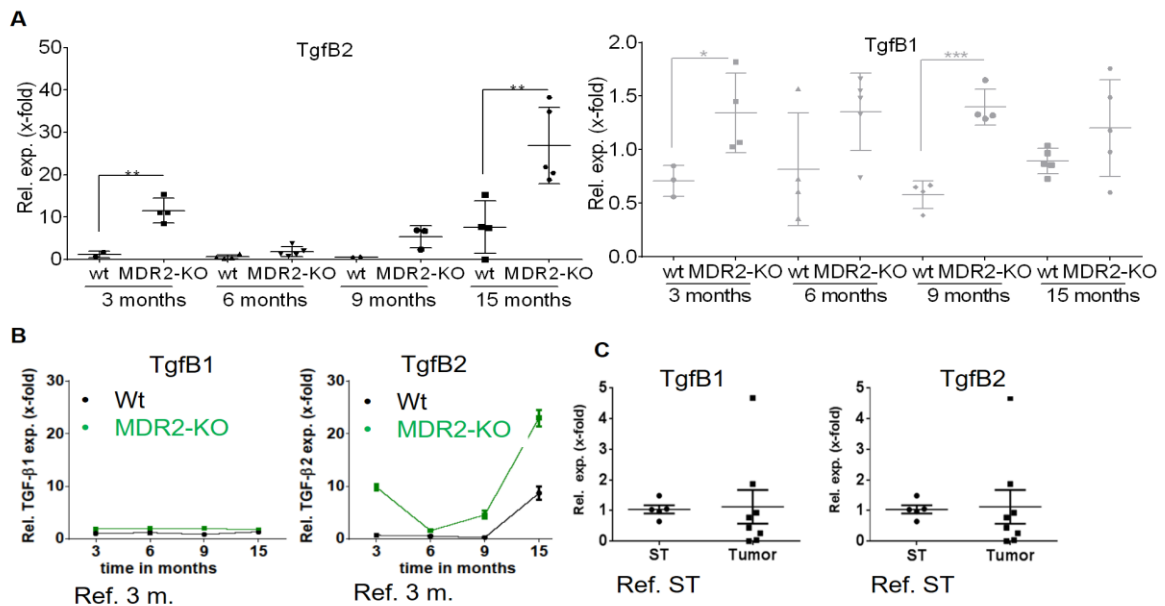 A
TgfB2
Rel. exp. (x-fold)
50
40
30
20
10
0
**
**
wt MDR2-KO wt MDR2-KO wt MDR2-KO wt MDR2-KO
3 months 6 months 9 months 15 months
TgfB1
Rel. exp. (x-fold)
2.0
1.5
1.0
0.5
0.0
*
***
wt MDR2-KO wt MDR2-KO wt MDR2-KO wt MDR2-KO
3 months 6 months 9 months 15 months
B
TgfB1
Rel. TGF-β1 exp. (x-fold)
30
20
10
0
Wt
MDR2-KO
3 6 9 15
time in months
Ref. 3 m.
TgfB2
Rel. TGF-β2 exp. (x-fold)
30
20
10
0
Wt
MDR2-KO
3 6 9 15
time in months
Ref. 3 m.
C
TgfB1
Rel. exp. (x-fold)
5
4
3
2
1
0
ST Tumor
Ref. ST
TgfB2
Rel. exp. (x-fold)
5
4
3
2
1
0
ST Tumor
Ref. ST